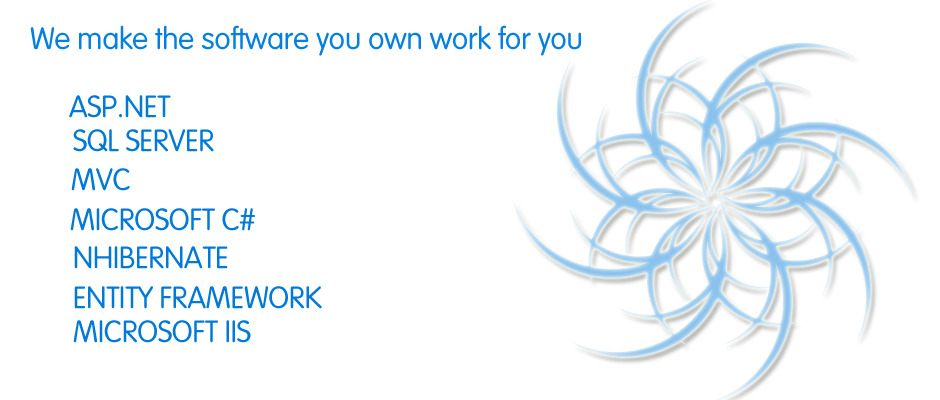 We make the software you own work for you
ASP.NET
SQL SERVER
MVC
MICROSOFT C#
NHIBERNATE
ENTITY FRAMEWORK
MICROSOFT IIS